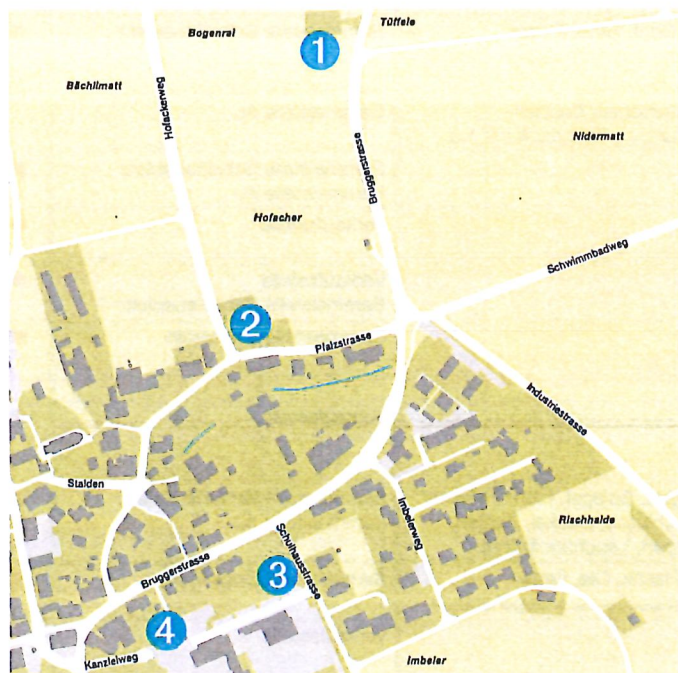 Tüffele
Bogenral
1
Bächlimatt
Hofackerweg
Nidermatt
Bruggerstrasse
Hofacher
Schwimmbadweg
2
Pfalzstrasse
Industriestrasse
Stalden
Imbelerweg
Rischhalde
Schulhausstrasse
Bruggerstrasse
3
4
Kanzleiweg
Imbeler